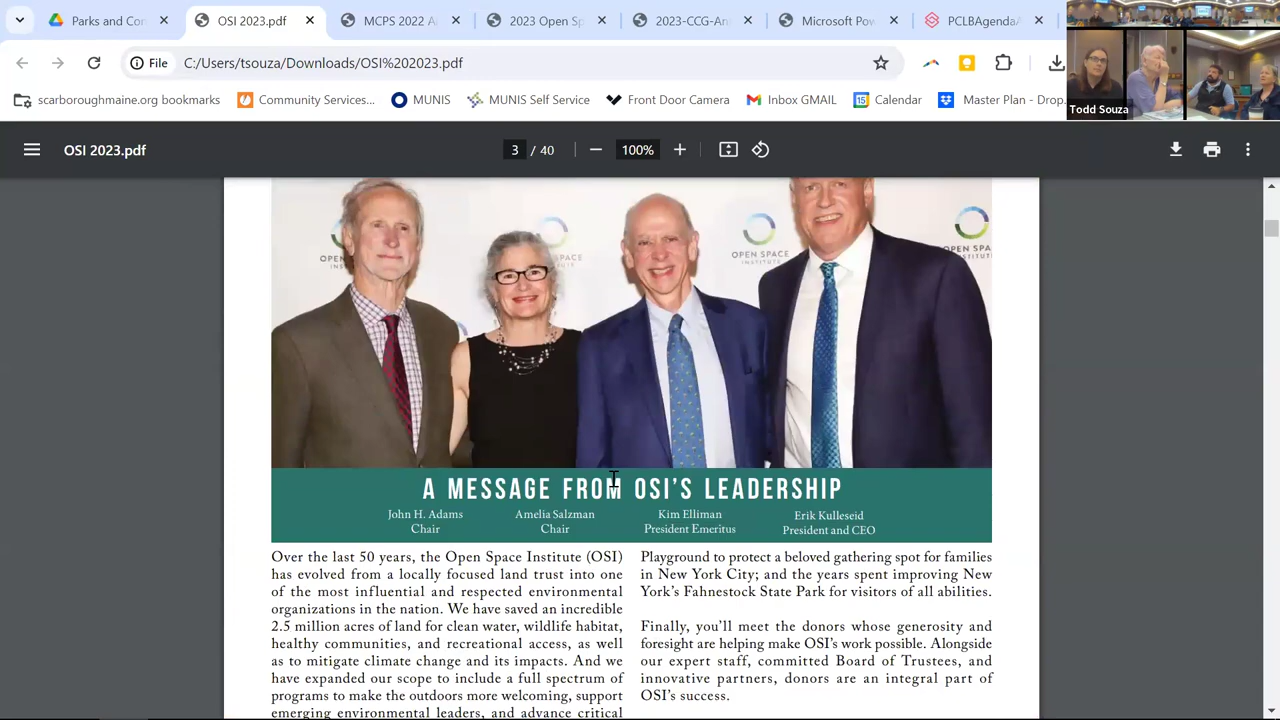 Parks and Con
OSI 2023.pdf
MCPS 2022 A
2023 Open Sp
2023-CCG-An
Microsoft Pow
PCLBAgenda
File
C:/Users/tsouza/Downloads/OSI%202023.pdf
scarboroughmaine.org bookmarks
Community Services...
MUNIS
MUNIS Self Service
Front Door Camera
Inbox GMAIL
15
Calendar
Master Plan - Drop.
Todd Souza
OSI 2023.pdf
3 / 40
100%
OPEN SPACE
INSTITUTE
OPEN SPA
A MESSAGE FROM OSI'S LEADERSHIP
John H. Adams
Chair
Amelia Salzman
Chair
Kim Elliman
President Emeritus
Erik Kulleseid
President and CEO
Over the last 50 years, the Open Space Institute (OSI)
has evolved from a locally focused land trust into one
of the most influential and respected environmental
organizations in the nation. We have saved an incredible
2.5 million acres of land for clean water, wildlife habitat,
healthy communities, and recreational access, as well
as to mitigate climate change and its impacts. And we
have expanded our scope to include a full spectrum of
programs to make the outdoors more welcoming, support
emerging environmental leaders, and advance critical
Playground to protect a beloved gathering spot for families
in New York City; and the years spent improving New
York's Fahnestock State Park for visitors of all abilities.
Finally, you'll meet the donors whose generosity and
foresight are helping make OSI's work possible. Alongside
our expert staff, committed Board of Trustees, and
innovative partners, donors are an integral part of
OSI's success.